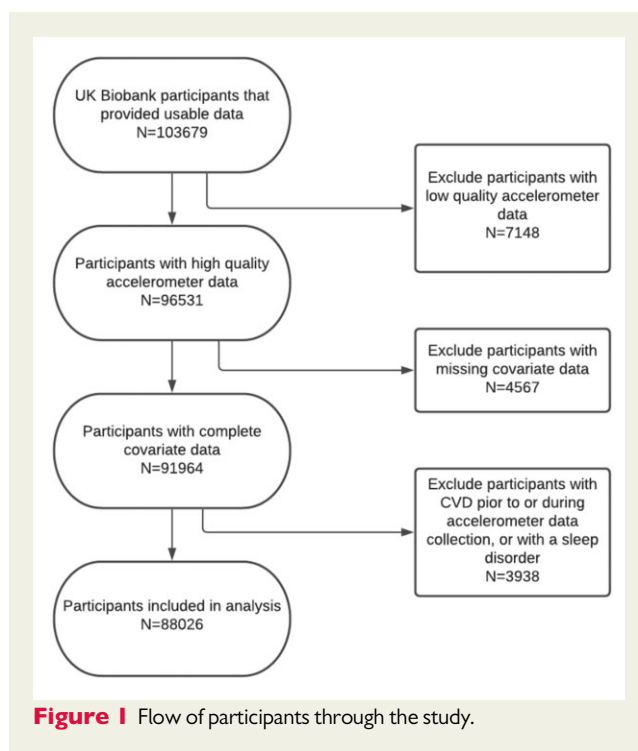 UK Biobank participants that
provided usable data
N=103679
Exclude participants with
low quality accelerometer
data
N=7148
Participants with high quality
accelerometer data
N=96531
Exclude participants with
missing covariate data
N=4567
Participants with complete
covariate data
N=91964
Exclude participants with
CVD prior to or during
accelerometer data
collection, or with a sleep
disorder
N=3938
Participants included in analysis
N=88026
Figure 1 Flow of participants through the study.